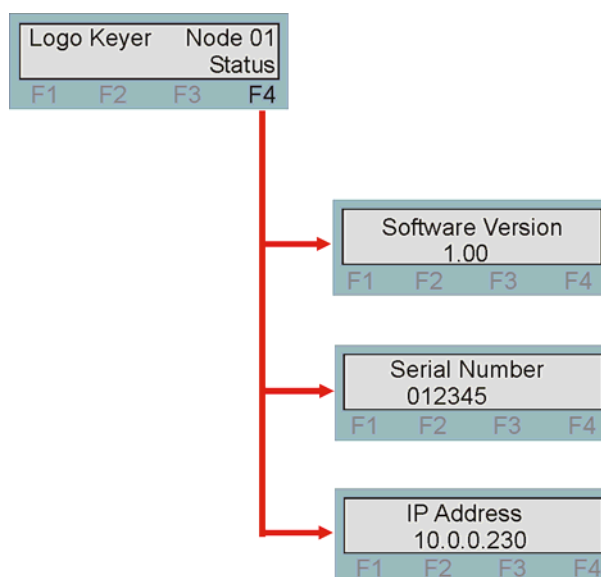 Logo Keyer Node 01
Status
F1 F2 F3 F4
Software Version
1.00
F1 F2 F3 F4
Serial Number
012345
F1 F2 F3 F4
IP Address
10.0.0.230
F1 F2 F3 F4